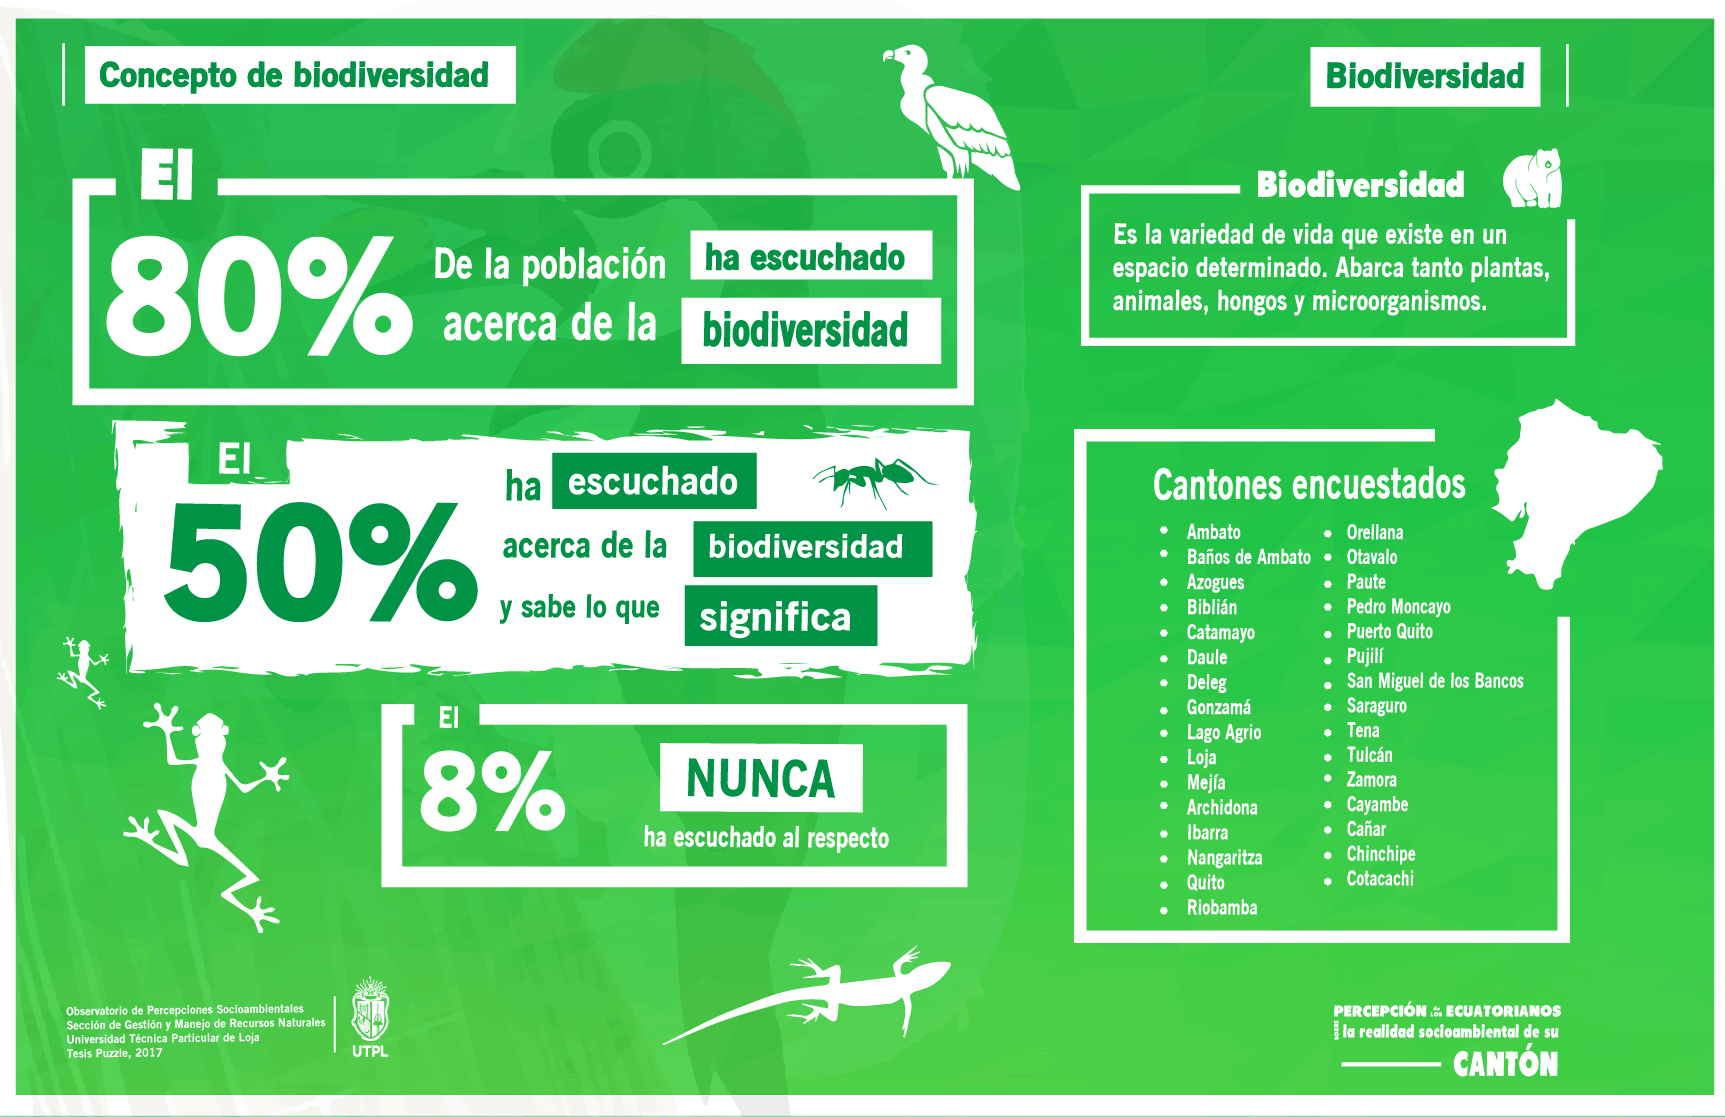 Concepto de biodiversidad
El
80%
De la población
ha escuchado
acerca de la
biodiversidad
El
50%
ha escuchado
acerca de la
biodiversidad
y sabe lo que
significa
El
8%
NUNCA
ha escuchado al respecto
Observatorio de Percepciones Socioambientales
Sección de Gestión y Manejo de Recursos Naturales
Universidad Técnica Particular de Loja
Tesis Puzzle, 2017
UTPL
Biodiversidad
Biodiversidad
Es la variedad de vida que existe en un
espacio determinado. Abarca tanto plantas,
animales, hongos y microorganismos.
Cantones encuestados
Ambato
Baños de Ambato
Azogues
Biblián
Catamayo
Daule
Deleg
Gonzamá
Lago Agrio
Loja
Mejía
Archidona
Ibarra
Nangaritza
Quito
Riobamba
Orellana
Otavalo
Paute
Pedro Moncayo
Puerto Quito
Pujilí
San Miguel de los Bancos
Saraguro
Tena
Tulcán
Zamora
Cayambe
Cañar
Chinchipe
Cotacachi
PERCEPCIÓN de LOS ECUATORIANOS
SOBRE la realidad socioambiental de su
CANTÓN